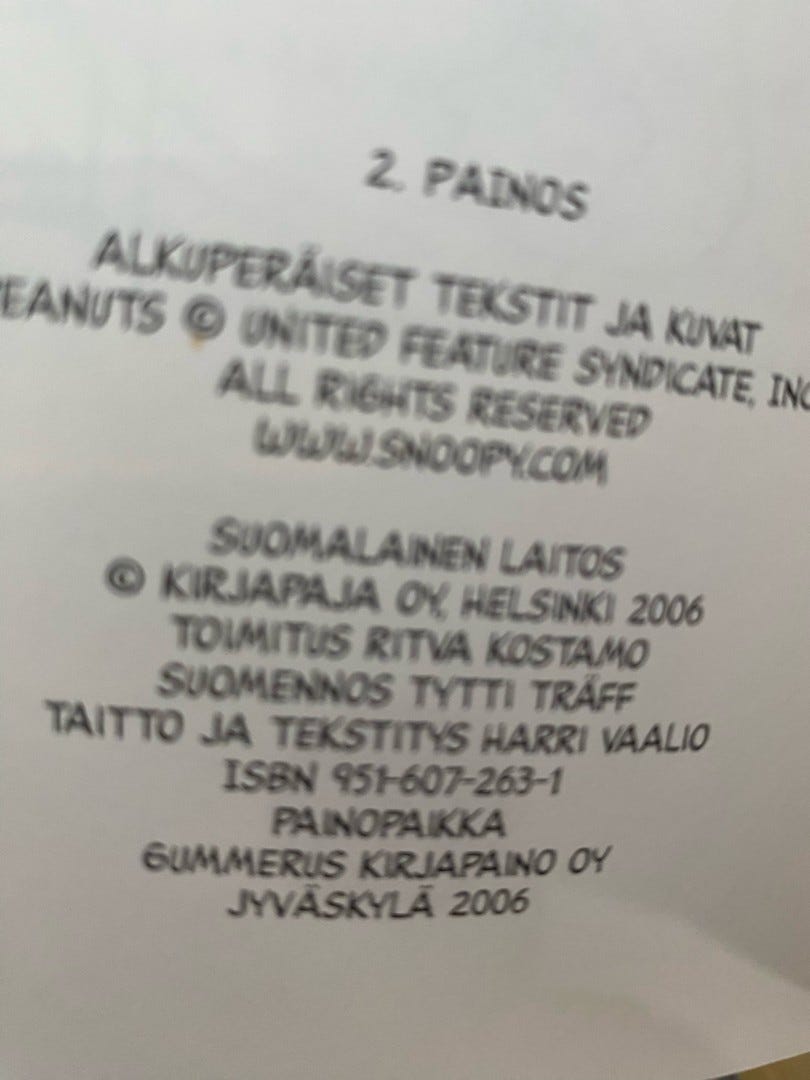 2. PAINOS
ALKUPERÄISET TEKSTIT JA KUVAT
PEANUTS © UNITED FEATURE SYNDICATE, INC
ALL RIGHTS RESERVED
WWW.SNOOPY.COM
SUOMALAINEN LAITOS
© KIRJAPAJA OY, HELSINKI 2006
TOIMITUS RITVA KOSTAMO
SUOMENNOS TYTTI TRÄFF
TAITTO JA TEKSTITYS HARRI VAALIO
ISBN 951-607-263-1
PAINOPAIKKA
GUMMERUS KIRJAPAINO OY
JYVÄSKYLÄ 2006